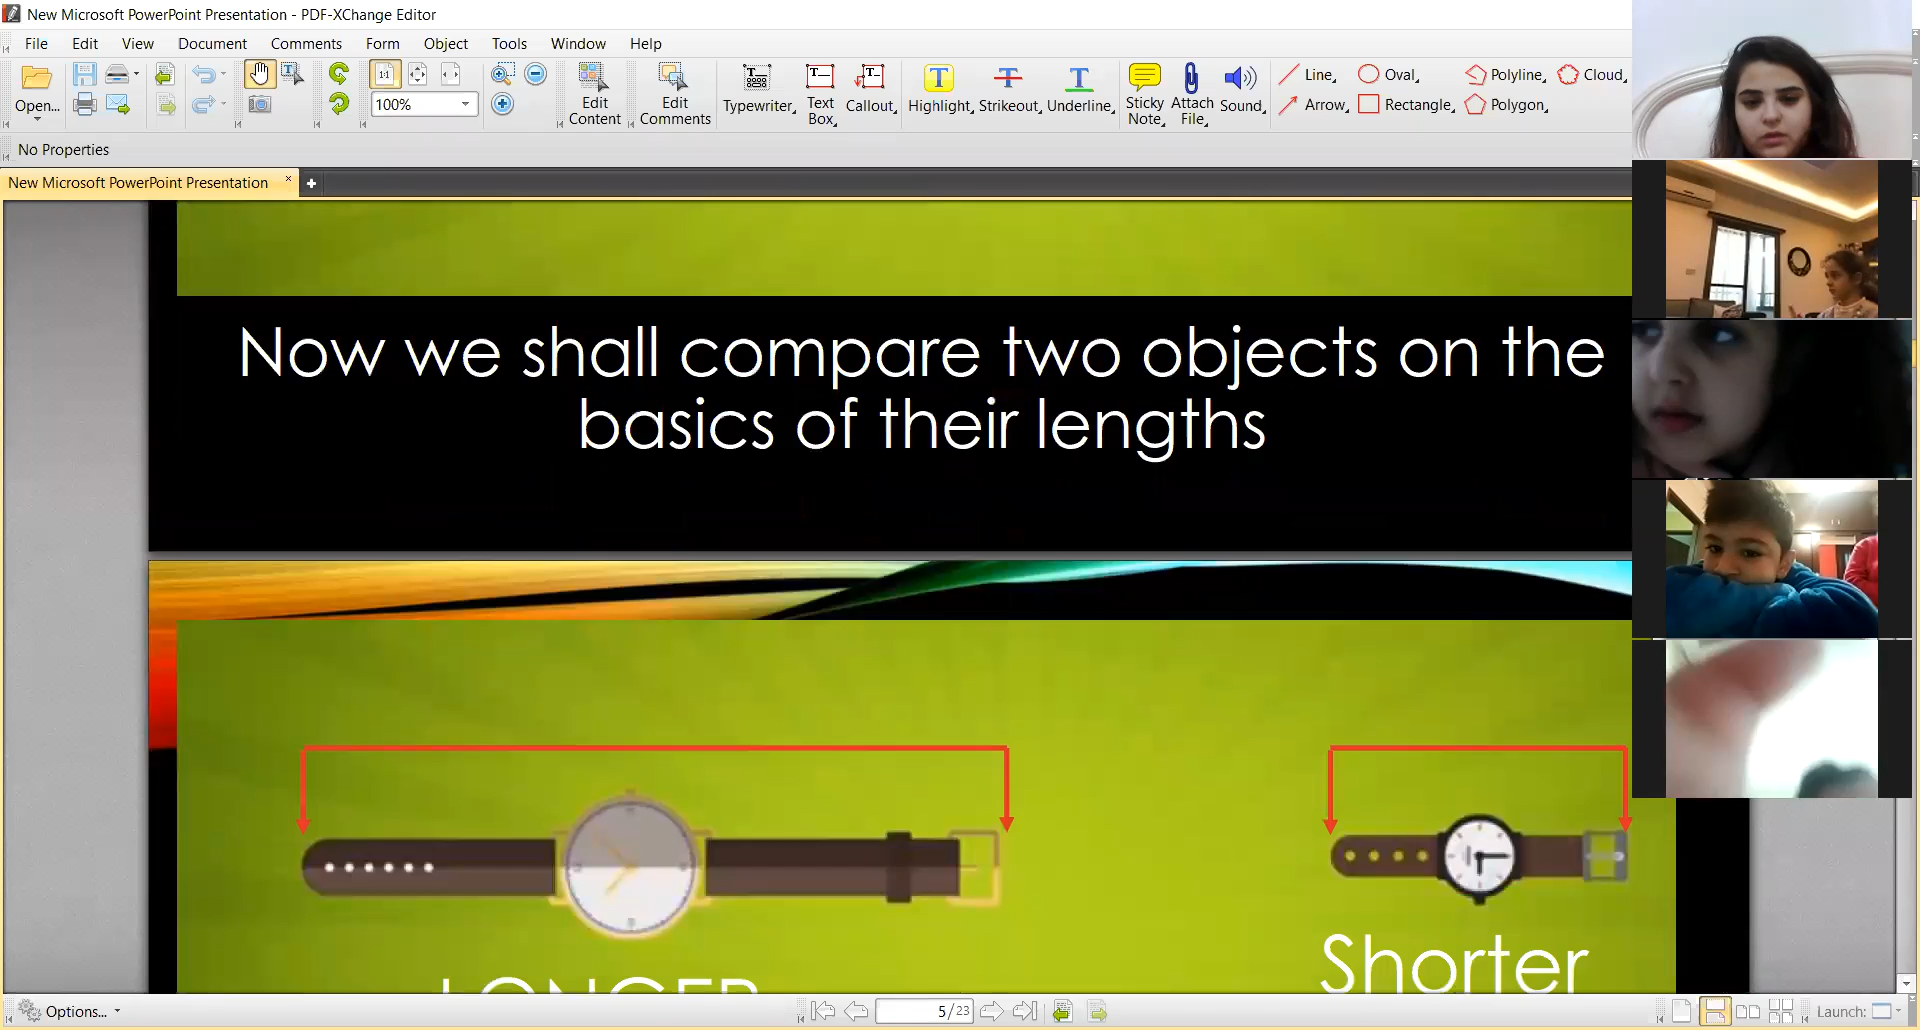 New Microsoft PowerPoint Presentation - PDF-XChange Editor
File Edit View Document Comments Form Object Tools Window Help
Open...
1:1
100%
Edit Content
Edit Comments
Typewriter
Text Box
Callout
Highlight
Strikeout
Underline
Sticky Note
Attach File
Sound
Line
Arrow
Oval
Rectangle
Polyline
Polygon
Cloud
No Properties
New Microsoft PowerPoint Presentation
Now we shall compare two objects on the
basics of their lengths
LONGER
Shorter
Options...
5/23
Launch: